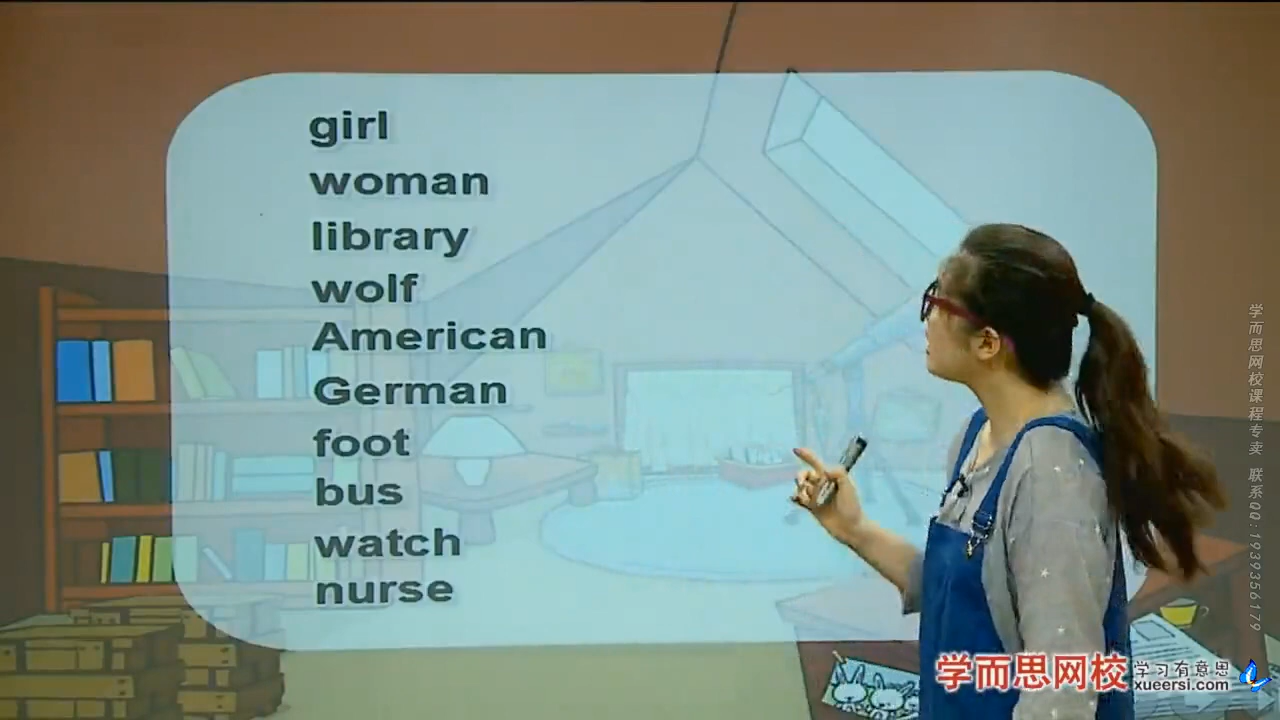 girl
woman
library
wolf
American
German
foot
bus
watch
nurse
学而思网校课程专卖 联系QQ:1939356179
学而思网校
学习有意思
xueersi.com